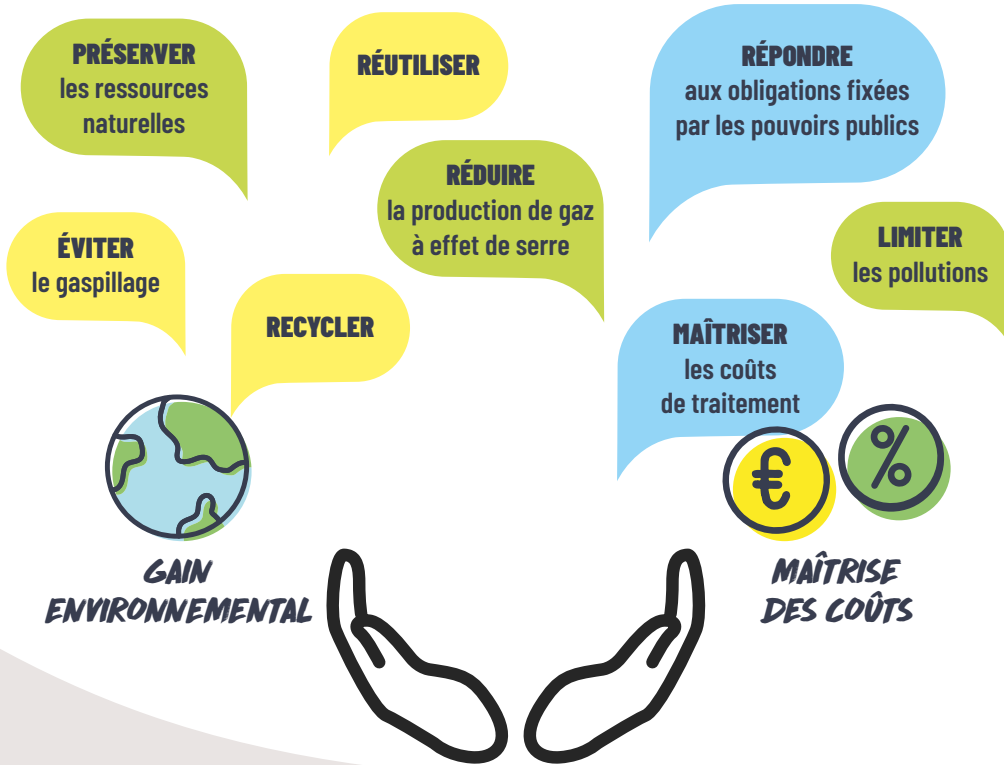 PRÉSERVER
les ressources
naturelles
RÉUTILISER
RÉPONDRE
aux obligations fixées
par les pouvoirs publics
RÉDUIRE
la production de gaz
à effet de serre
LIMITER
les pollutions
ÉVITER
le gaspillage
RECYCLER
MAÎTRISER
les coûts
de traitement
€
%
GAIN
ENVIRONNEMENTAL
MAÎTRISE
DES COÛTS